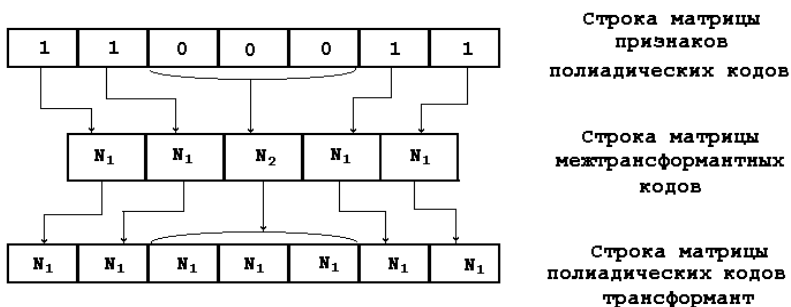 1 1 0 0 0 1 1
Строка матрицы
признаков
полиадических кодов
N₁ N₁ N₂ N₁ N₁
Строка матрицы
межтрансформантных
кодов
N₁ N₁ N₁ N₁ N₁ N₁ N₁
Строка матрицы
полиадических кодов
трансформант